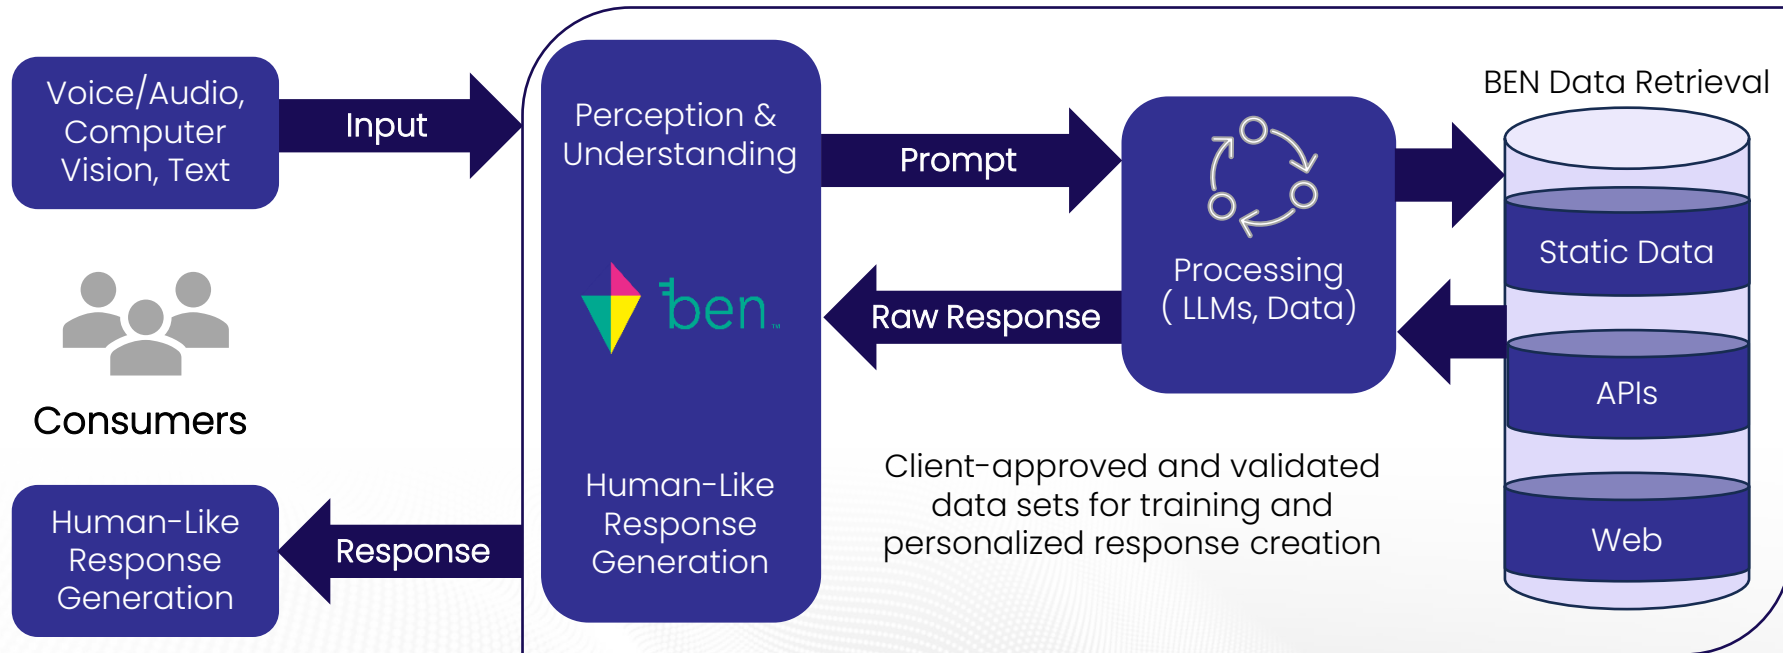 Voice/Audio,
Computer
Vision, Text
Input
Consumers
Human-Like
Response
Generation
Response
Perception &
Understanding
ben™
Human-Like
Response
Generation
Prompt
Raw Response
Processing
( LLMs, Data)
Client-approved and validated
data sets for training and
personalized response creation
BEN Data Retrieval
Static Data
APIs
Web